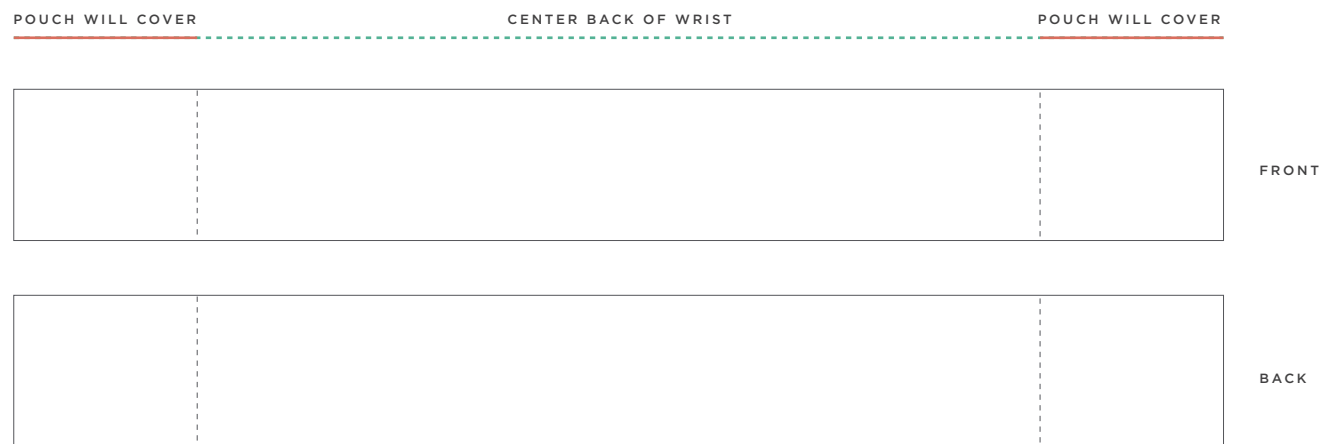 POUCH WILL COVER
CENTER BACK OF WRIST
POUCH WILL COVER
FRONT
BACK